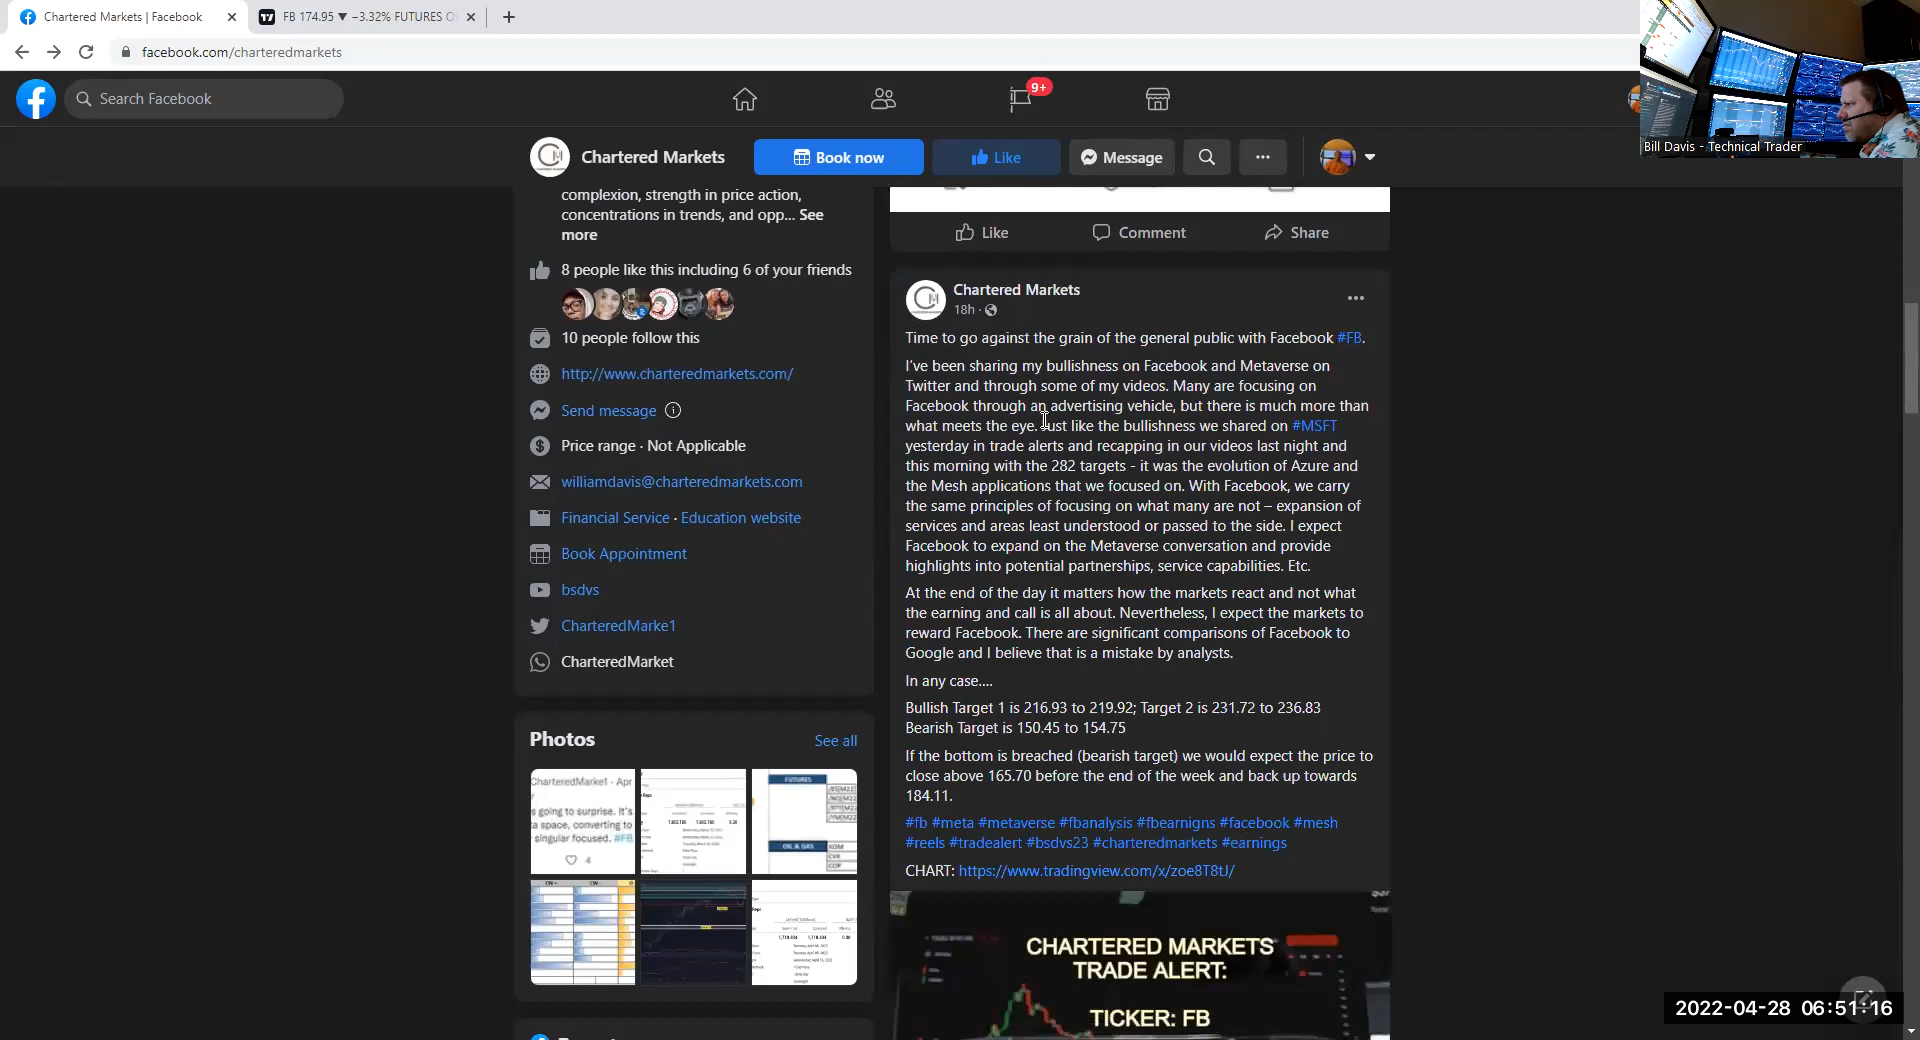 Chartered Markets | Facebook
FB 174.95 ▼ −3.32% FUTURES O
facebook.com/charteredmarkets
Search Facebook
9+
Bill Davis - Technical Trader
Chartered Markets
Book now
Like
Message
complexion, strength in price action,
concentrations in trends, and opp... See
more
8 people like this including 6 of your friends
10 people follow this
http://www.charteredmarkets.com/
Send message
Price range · Not Applicable
williamdavis@charteredmarkets.com
Financial Service · Education website
Book Appointment
bsdvs
CharteredMarke1
CharteredMarket
Photos
See all
CharteredMarke1 - Apr
s going to surprise. It's
a space, converting to
singular focused. #FB
4
FUTURES
OIL & GAS
Like
Comment
Share
Chartered Markets
18h ·
Time to go against the grain of the general public with Facebook #FB.
I've been sharing my bullishness on Facebook and Metaverse on
Twitter and through some of my videos. Many are focusing on
Facebook through an advertising vehicle, but there is much more than
what meets the eye. Just like the bullishness we shared on #MSFT
yesterday in trade alerts and recapping in our videos last night and
this morning with the 282 targets - it was the evolution of Azure and
the Mesh applications that we focused on. With Facebook, we carry
the same principles of focusing on what many are not – expansion of
services and areas least understood or passed to the side. I expect
Facebook to expand on the Metaverse conversation and provide
highlights into potential partnerships, service capabilities. Etc.
At the end of the day it matters how the markets react and not what
the earning and call is all about. Nevertheless, I expect the markets to
reward Facebook. There are significant comparisons of Facebook to
Google and I believe that is a mistake by analysts.
In any case....
Bullish Target 1 is 216.93 to 219.92; Target 2 is 231.72 to 236.83
Bearish Target is 150.45 to 154.75
If the bottom is breached (bearish target) we would expect the price to
close above 165.70 before the end of the week and back up towards
184.11.
#fb #meta #metaverse #fbanalysis #fbearnigns #facebook #mesh
#reels #tradealert #bsdvs23 #charteredmarkets #earnings
CHART: https://www.tradingview.com/x/zoe8T8tJ/
CHARTERED MARKETS
TRADE ALERT:
TICKER: FB
2022-04-28 06:51:16